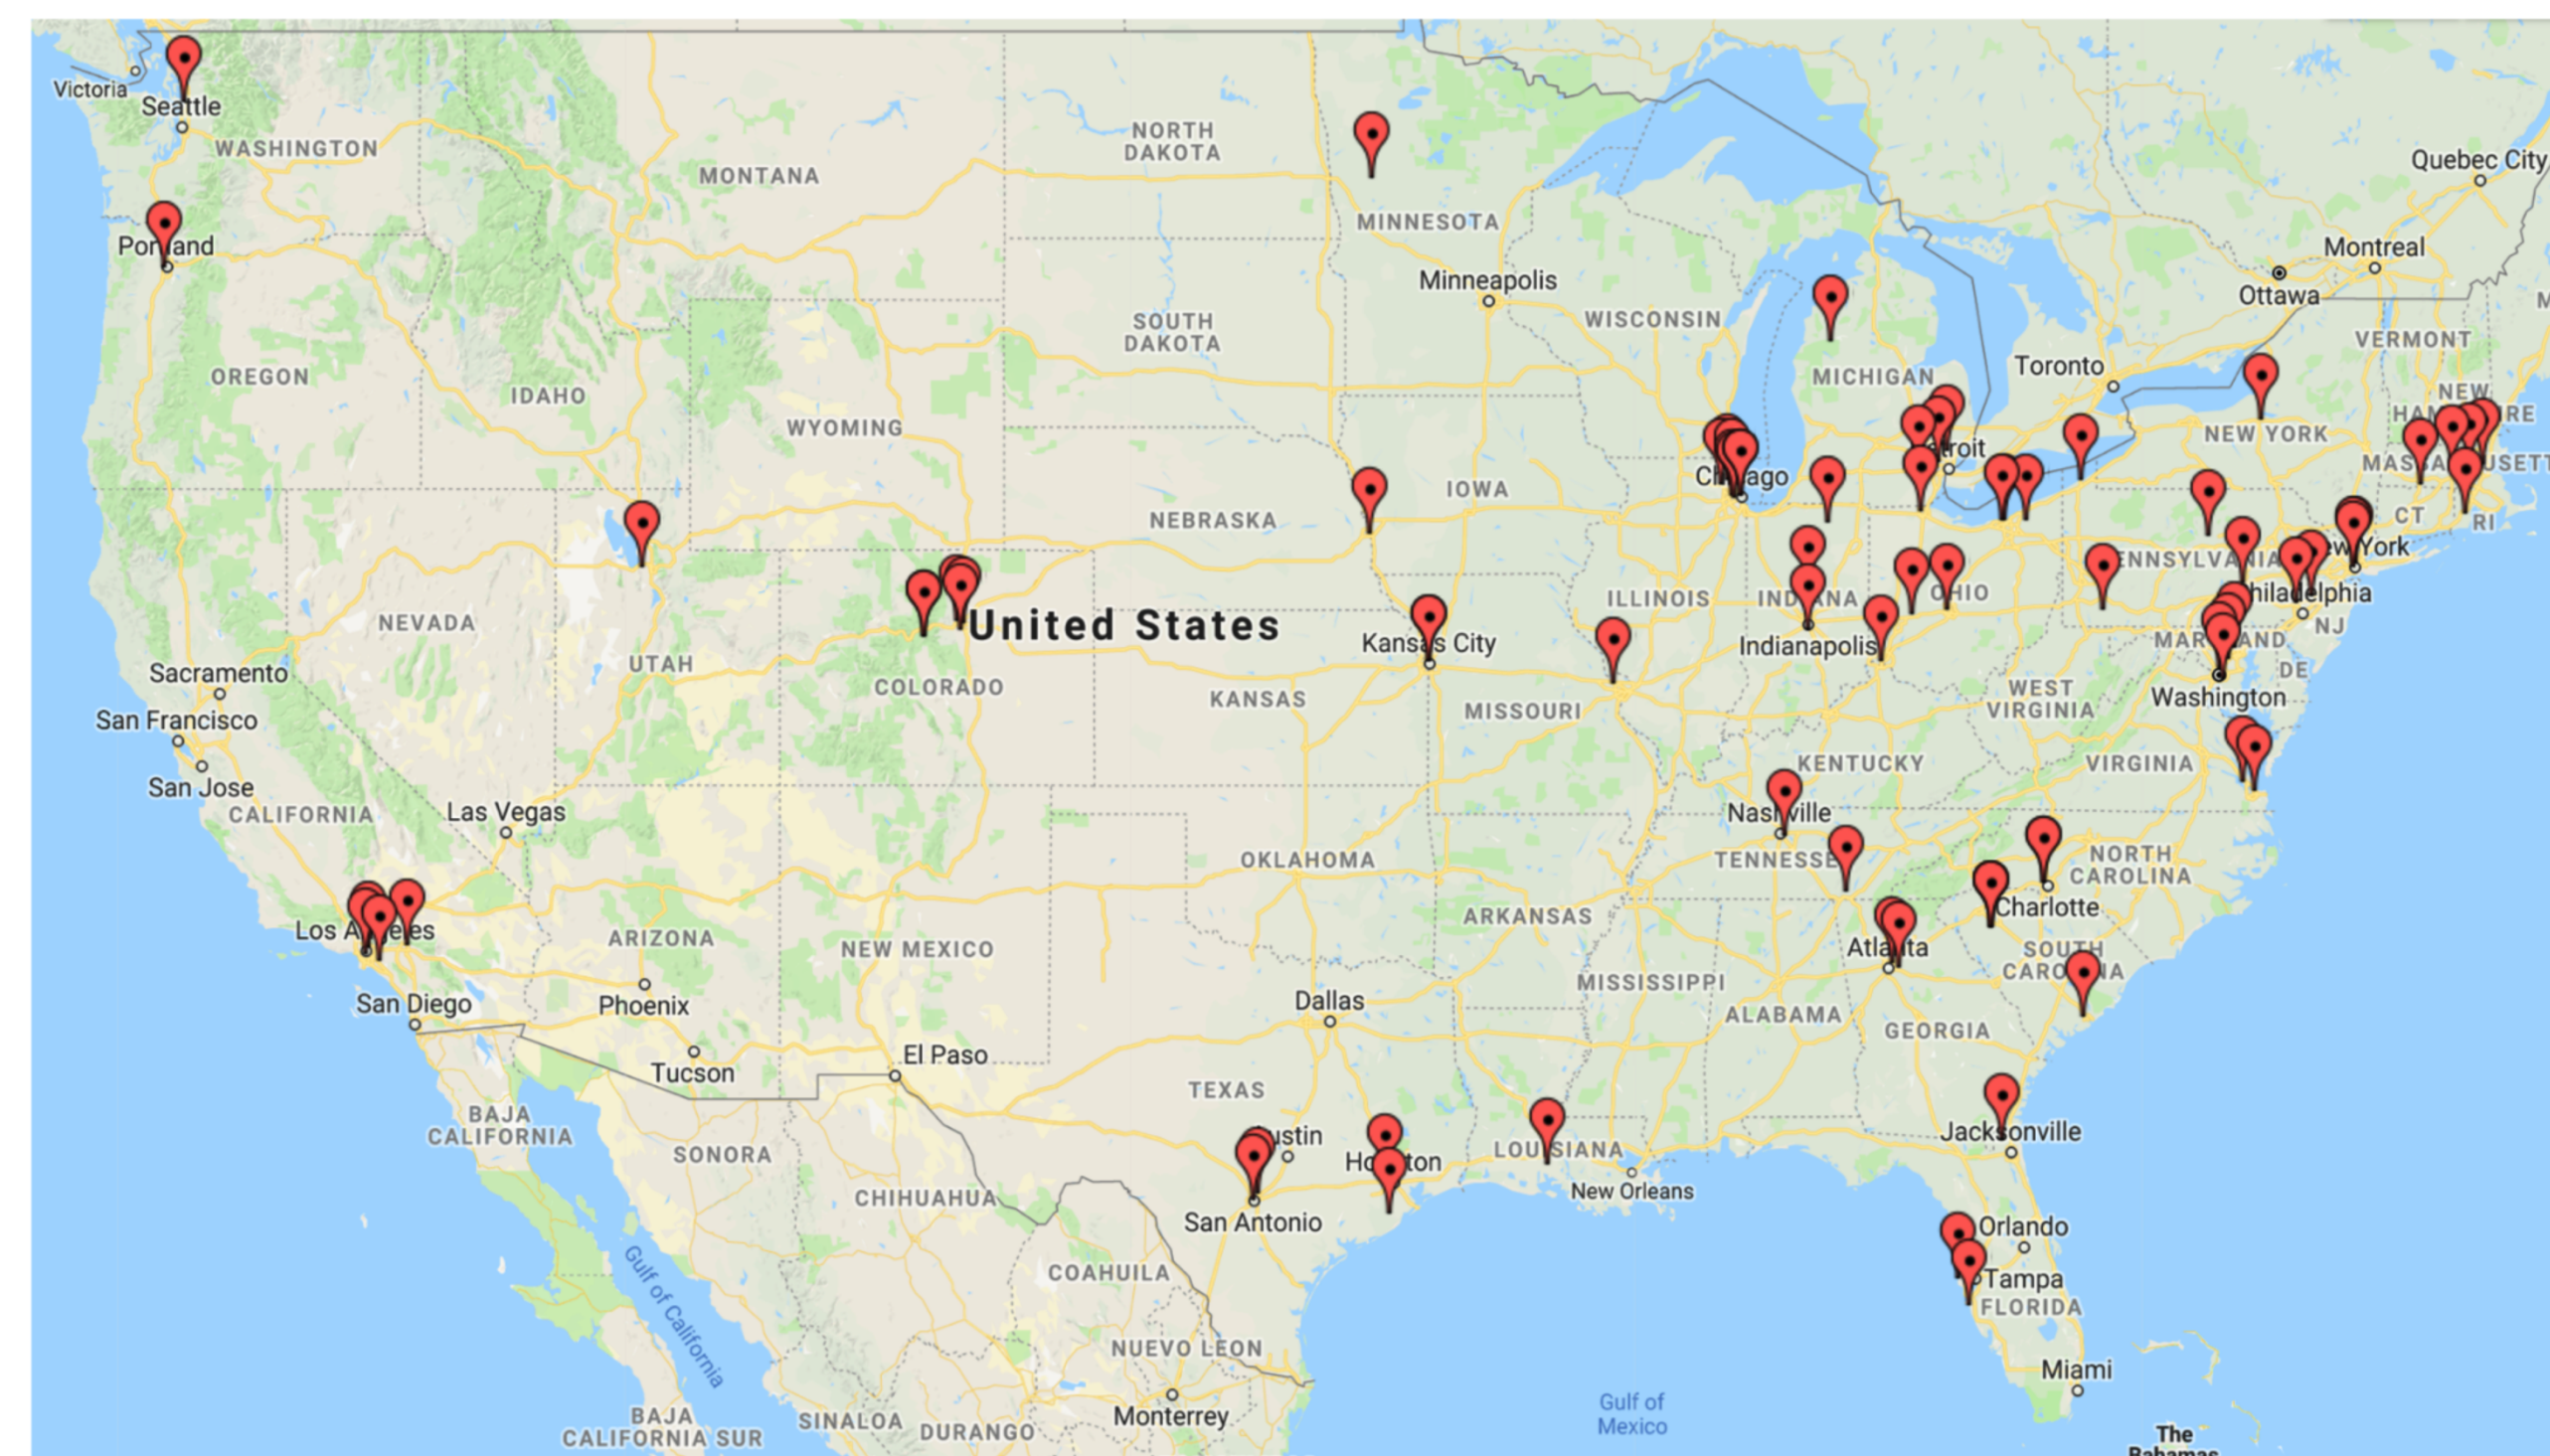 Victoria
Seattle
WASHINGTON
MONTANA
NORTH
DAKOTA
MINNESOTA
Quebec City
Montreal
Ottawa
Portland
Minneapolis
WISCONSIN
SOUTH
DAKOTA
VERMONT
OREGON
IDAHO
MICHIGAN
Toronto
NEW
WYOMING
NEW YORK
IOWA
NEBRASKA
CT
RI
United States
NEVADA
UTAH
COLORADO
ILLINOIS
OHIO
NJ
Kansas City
Indianapolis
DE
Sacramento
San Francisco
San Jose
CALIFORNIA
Las Vegas
KANSAS
MISSOURI
WEST
VIRGINIA
Washington
KENTUCKY
VIRGINIA
Nashville
TENNESSE
OKLAHOMA
NORTH
CAROLINA
Charlotte
ARKANSAS
Los Angeles
ARIZONA
NEW MEXICO
Atlanta
SOUTH
CAROLINA
MISSISSIPPI
ALABAMA
GEORGIA
San Diego
Phoenix
Dallas
Tucson
El Paso
TEXAS
BAJA
CALIFORNIA
SONORA
CHIHUAHUA
Houston
LOUISIANA
New Orleans
Jacksonville
San Antonio
Orlando
Tampa
FLORIDA
Gulf of California
COAHUILA
NUEVO LEON
Monterrey
Miami
Gulf of
Mexico
BAJA
CALIFORNIA SUR
SINALOA
DURANGO
The
Bahamas